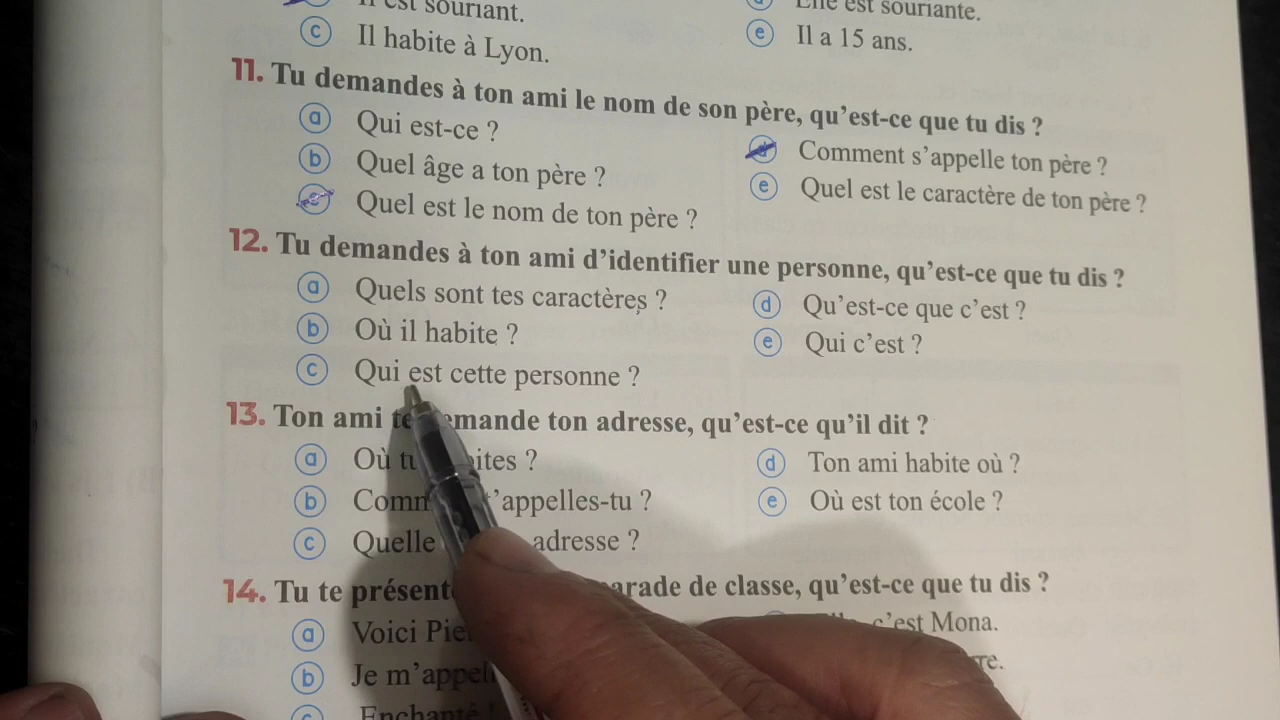 Il est souriant.
d Elle est souriante.
c Il habite à Lyon.
e Il a 15 ans.
11. Tu demandes à ton ami le nom de son père, qu'est-ce que tu dis ?
a Qui est-ce ?
d Comment s'appelle ton père ?
b Quel âge a ton père ?
e Quel est le caractère de ton père ?
c Quel est le nom de ton père ?
12. Tu demandes à ton ami d'identifier une personne, qu'est-ce que tu dis ?
a Quels sont tes caractères ?
d Qu'est-ce que c'est ?
b Où il habite ?
e Qui c'est ?
c Qui est cette personne ?
13. Ton ami te demande ton adresse, qu'est-ce qu'il dit ?
a Où tu habites ?
d Ton ami habite où ?
b Comment t'appelles-tu ?
e Où est ton école ?
c Quelle adresse ?
14. Tu te présent arade de classe, qu'est-ce que tu dis ?
a Voici Pie
c'est Mona.
b Je m'appel
c Enchanté !